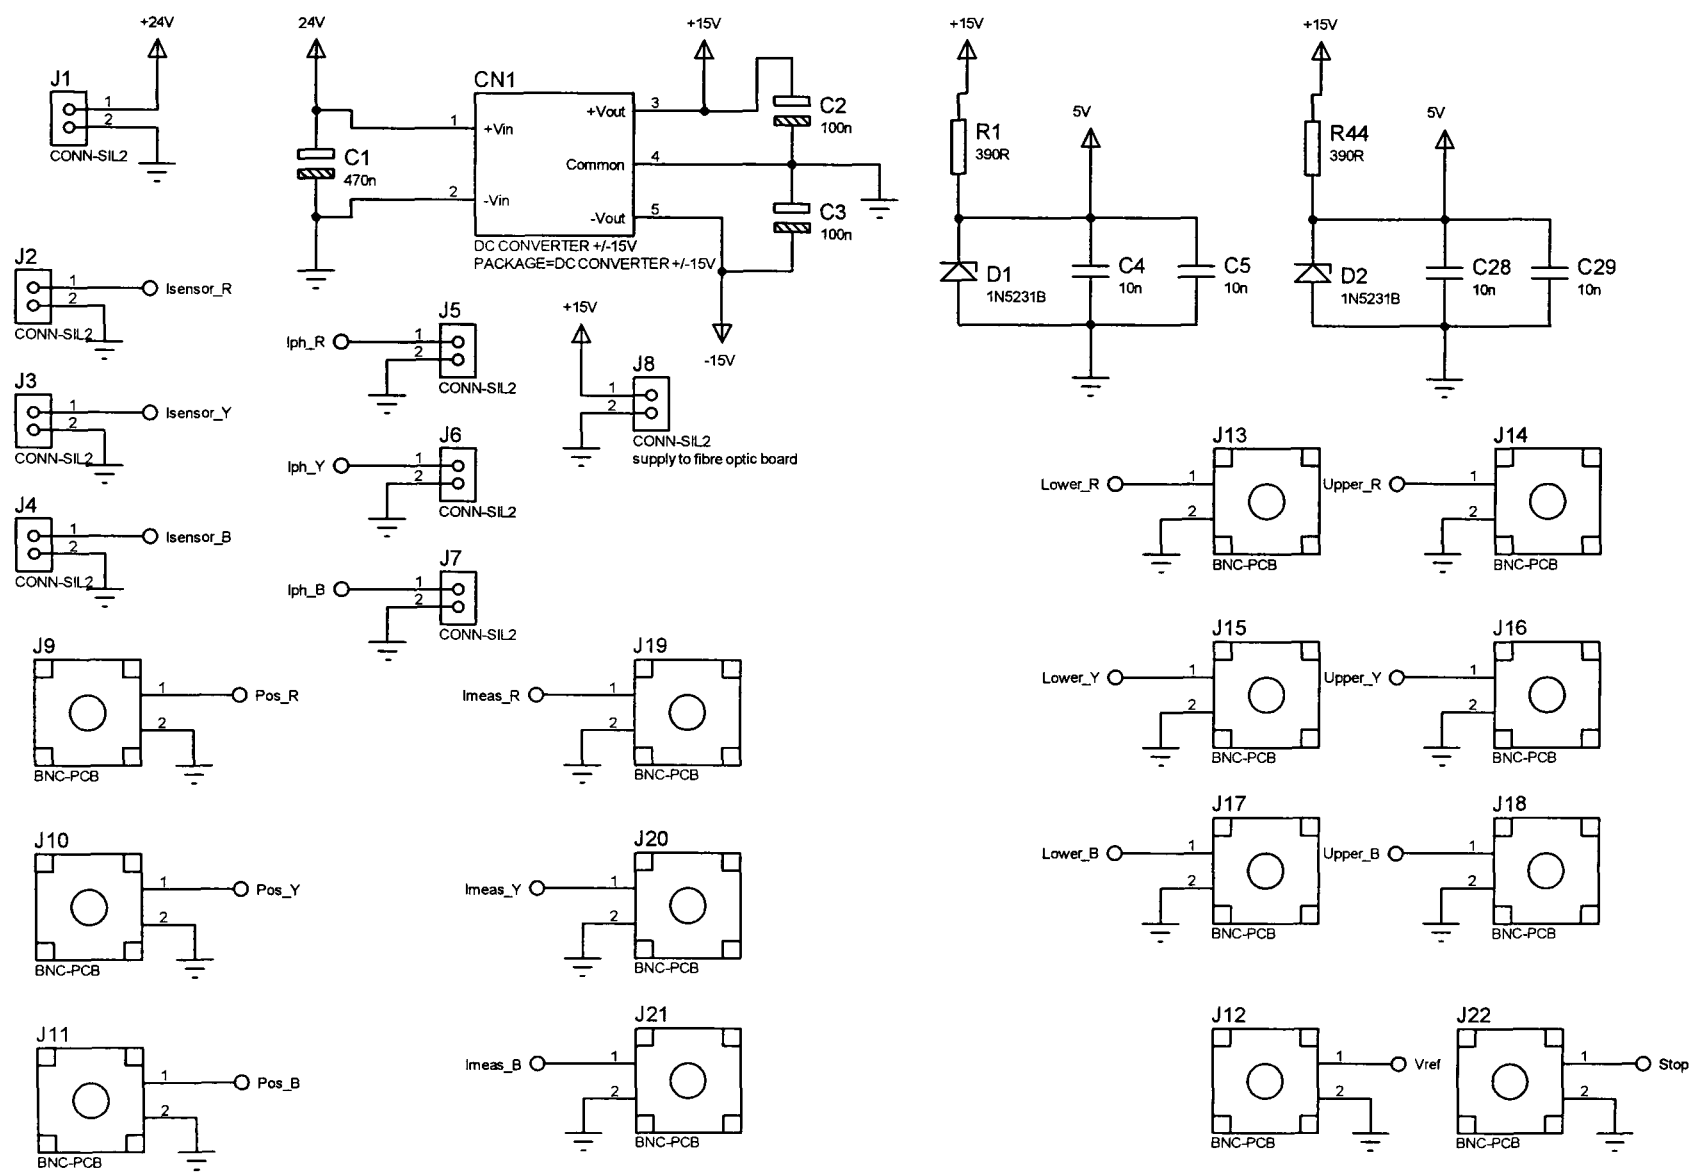 +24V
J1
1
2
CONN-SIL2
24V
C1
470n
CN1
1
+Vin
2
-Vin
+Vout
3
Common
4
-Vout
5
DC CONVERTER +/-15V
PACKAGE=DC CONVERTER +/-15V
+15V
C2
100n
C3
100n
-15V
+15V
R1
390R
5V
D1
1N5231B
C4
10n
C5
10n
+15V
R44
390R
5V
D2
1N5231B
C28
10n
C29
10n
J2
1
Isensor_R
2
CONN-SIL2
J3
1
Isensor_Y
2
CONN-SIL2
J4
1
Isensor_B
2
CONN-SIL2
J5
Iph_R
1
2
CONN-SIL2
J6
Iph_Y
1
2
CONN-SIL2
J7
Iph_B
1
2
CONN-SIL2
+15V
J8
1
2
CONN-SIL2
supply to fibre optic board
J13
Lower_R
1
2
BNC-PCB
J14
Upper_R
1
2
BNC-PCB
J15
Lower_Y
1
2
BNC-PCB
J16
Upper_Y
1
2
BNC-PCB
J17
Lower_B
1
2
BNC-PCB
J18
Upper_B
1
2
BNC-PCB
J9
1
Pos_R
2
BNC-PCB
J10
1
Pos_Y
2
BNC-PCB
J11
1
Pos_B
2
BNC-PCB
J19
Imeas_R
1
2
BNC-PCB
J20
Imeas_Y
1
2
BNC-PCB
J21
Imeas_B
1
2
BNC-PCB
J12
1
Vref
2
BNC-PCB
J22
1
Stop
2
BNC-PCB